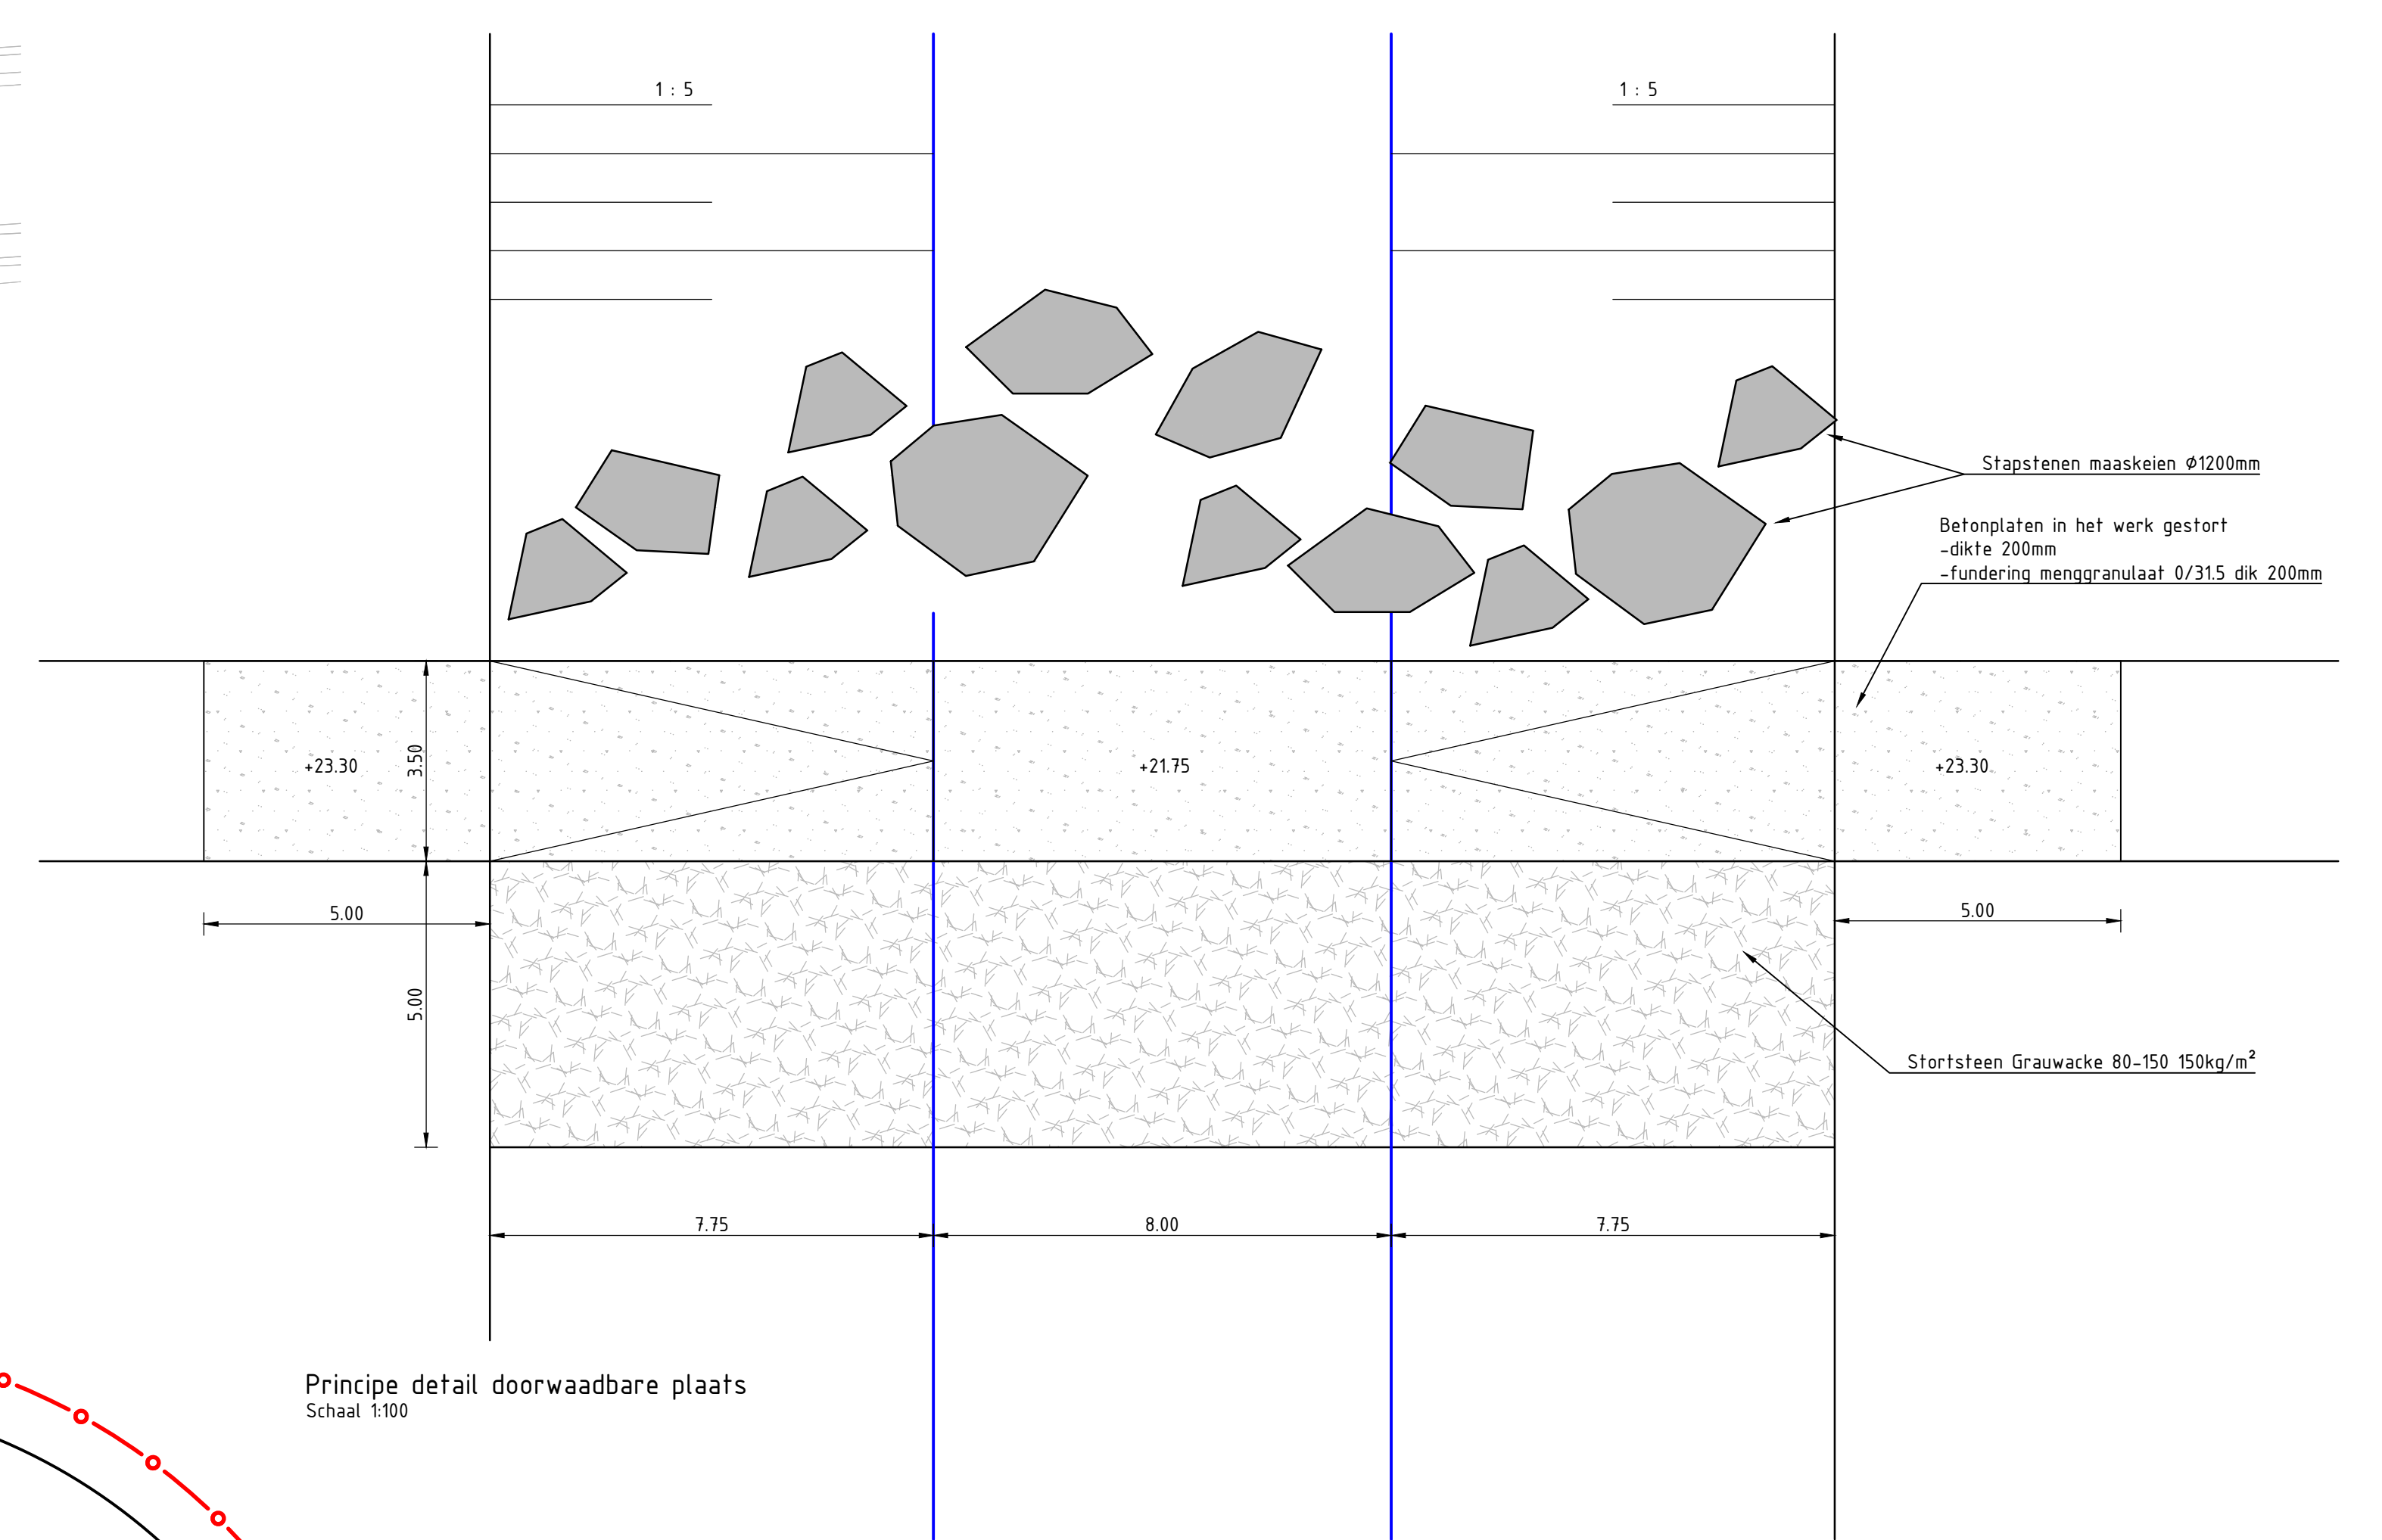 1 : 5
1 : 5
Stapstenen maaskeien Ø1200mm
Betonplaten in het werk gestort
-dikte 200mm
-fundering menggranulaat 0/31.5 dik 200mm
3.50
+23.30
+21.75
+23.30
5.00
5.00
5.00
Stortsteen Grauwacke 80-150 150kg/m²
7.75
8.00
7.75
Principe detail doorwaadbare plaats
Schaal 1:100